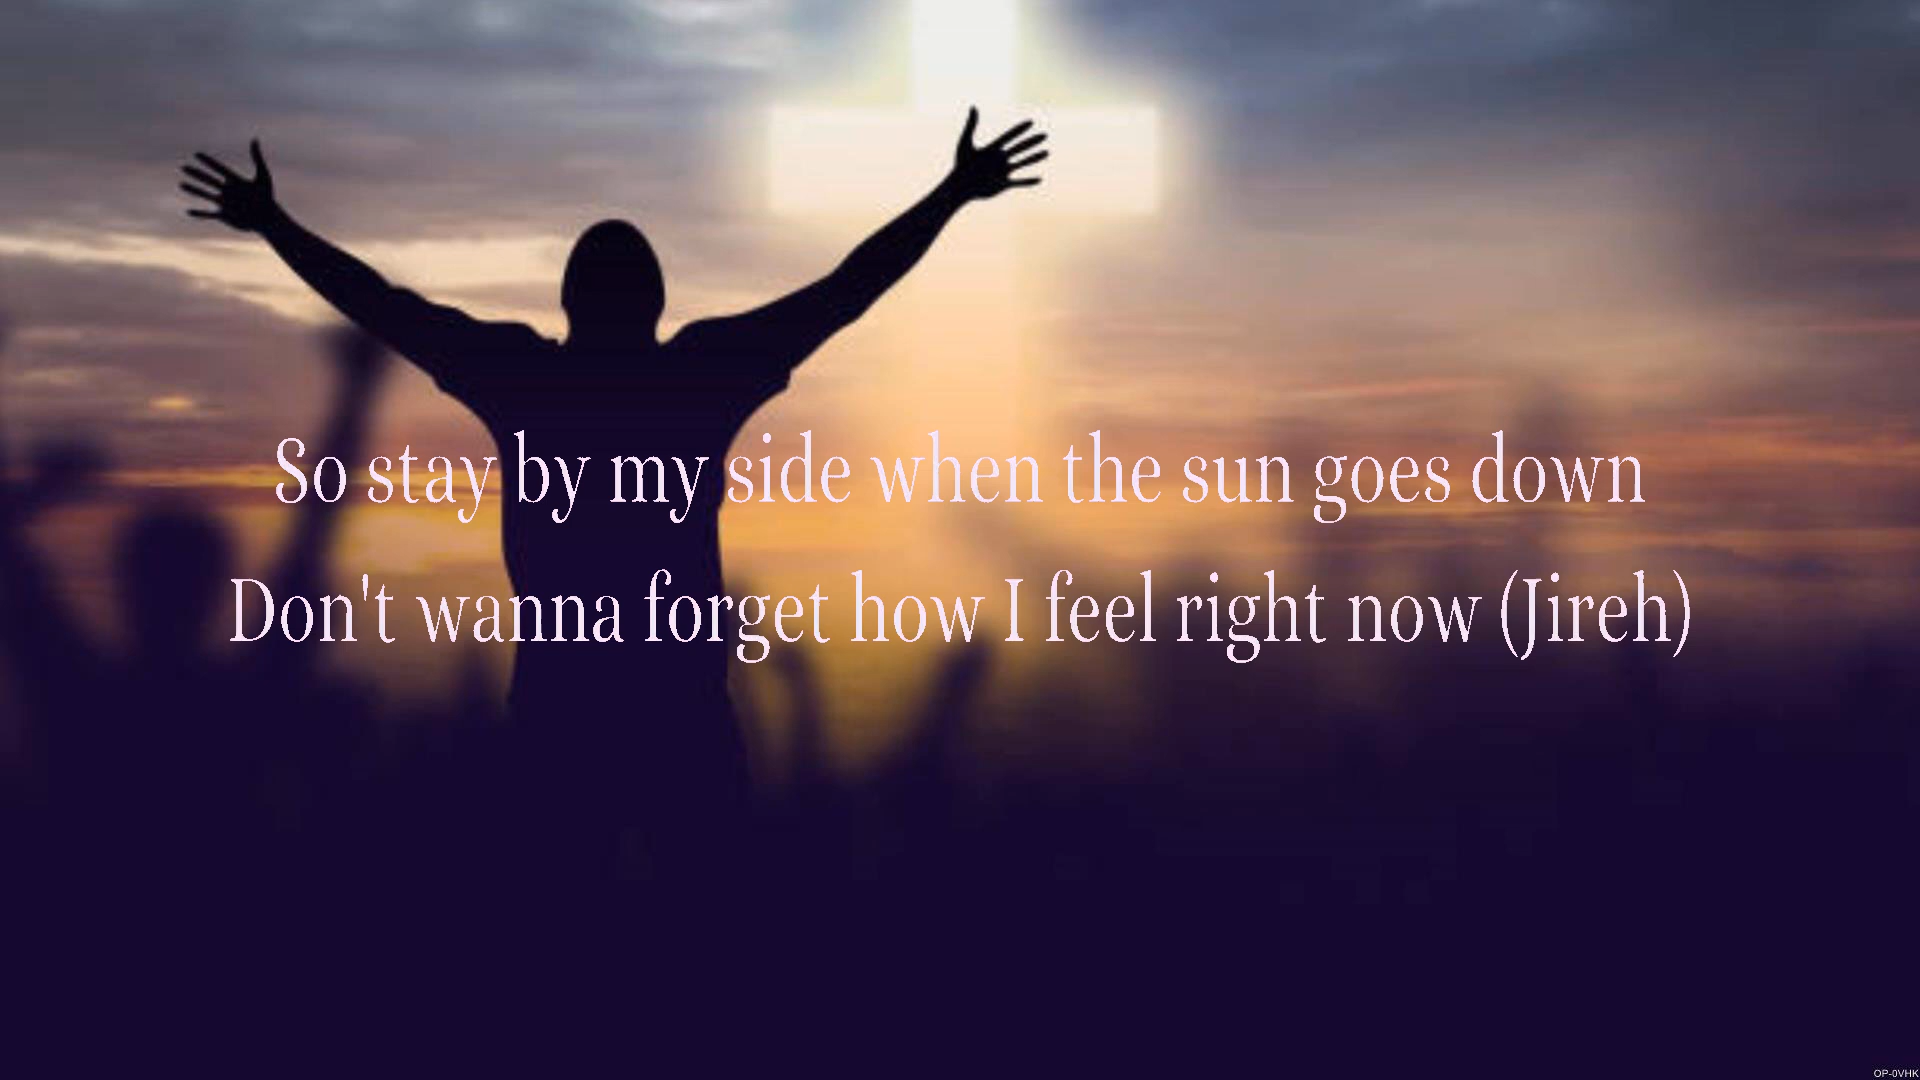 So stay by my side when the sun goes down
Don't wanna forget how I feel right now (Jireh)
OP-0VHK